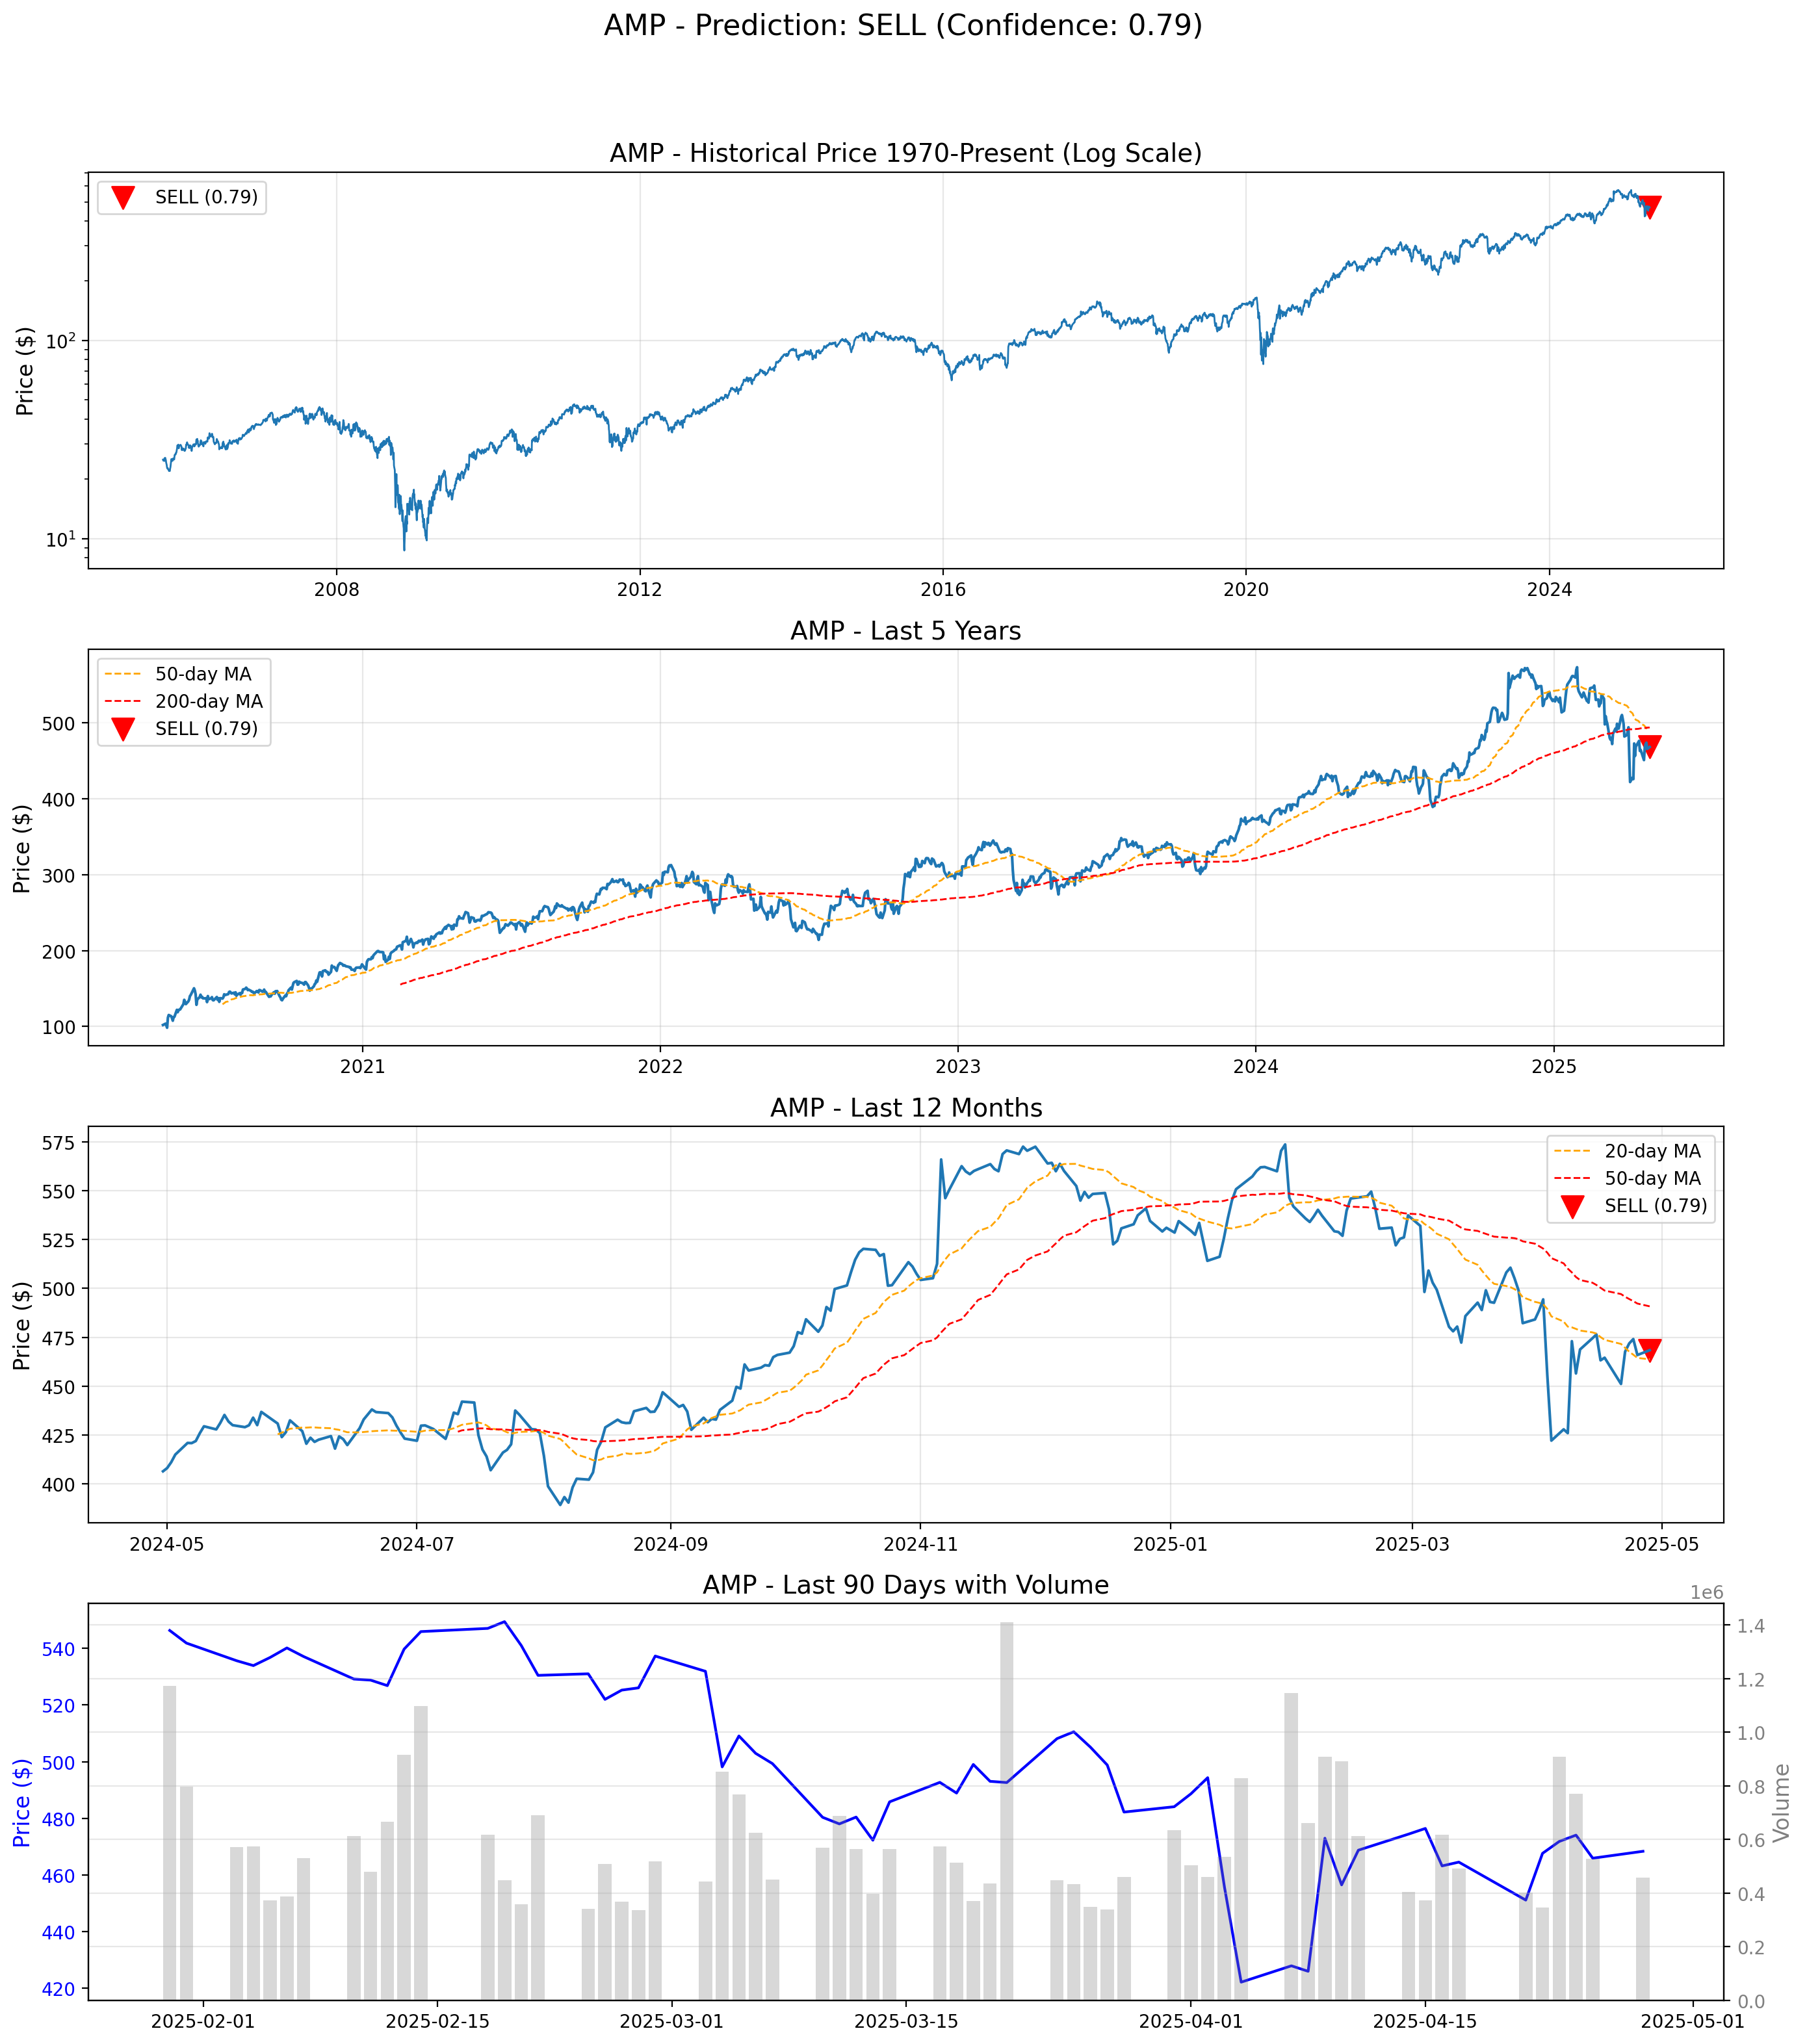 AMP - Prediction: SELL (Confidence: 0.79)
AMP - Historical Price 1970-Present (Log Scale)
SELL (0.79)
Price ($)
10²
10¹
2008 2012 2016 2020 2024
AMP - Last 5 Years
50-day MA
200-day MA
SELL (0.79)
Price ($)
500
400
300
200
100
2021 2022 2023 2024 2025
AMP - Last 12 Months
20-day MA
50-day MA
SELL (0.79)
Price ($)
575
550
525
500
475
450
425
400
2024-05 2024-07 2024-09 2024-11 2025-01 2025-03 2025-05
AMP - Last 90 Days with Volume
1e6
Price ($)
540
520
500
480
460
440
420
1.4
1.2
1.0
0.8
0.6
0.4
0.2
0.0
Volume
2025-02-01 2025-02-15 2025-03-01 2025-03-15 2025-04-01 2025-04-15 2025-05-01